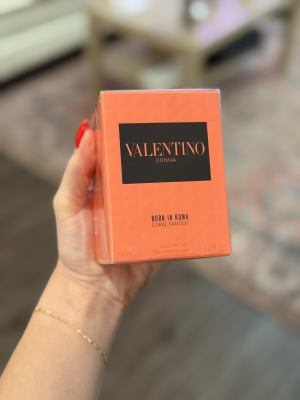 VALENTINO
DONNA
BORN IN ROMA
CORAL FANTASY